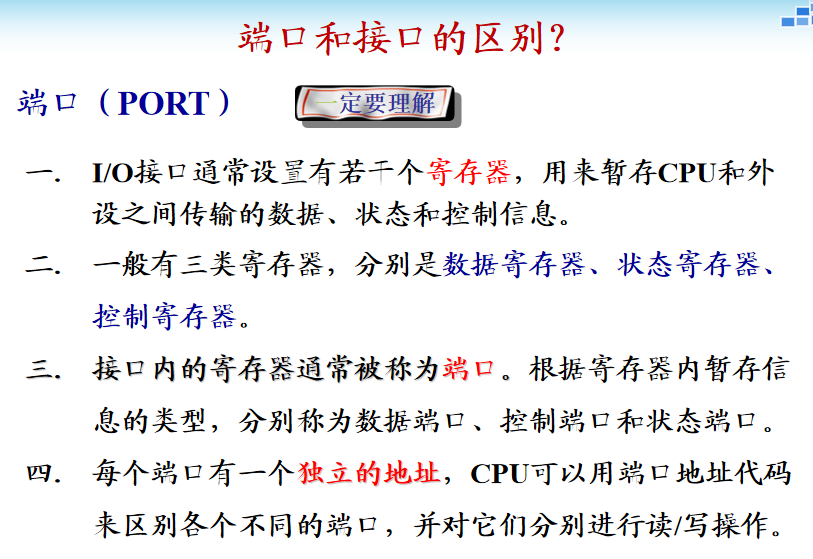 端口和接口的区别?
端口（PORT）
一定要理解
一. I/O接口通常设置有若干个寄存器，用来暂存CPU和外
设之间传输的数据、状态和控制信息。
二. 一般有三类寄存器，分别是数据寄存器、状态寄存器、
控制寄存器。
三. 接口内的寄存器通常被称为端口。根据寄存器内暂存信
息的类型，分别称为数据端口、控制端口和状态端口。
四. 每个端口有一个独立的地址，CPU可以用端口地址代码
来区别各个不同的端口，并对它们分别进行读/写操作。